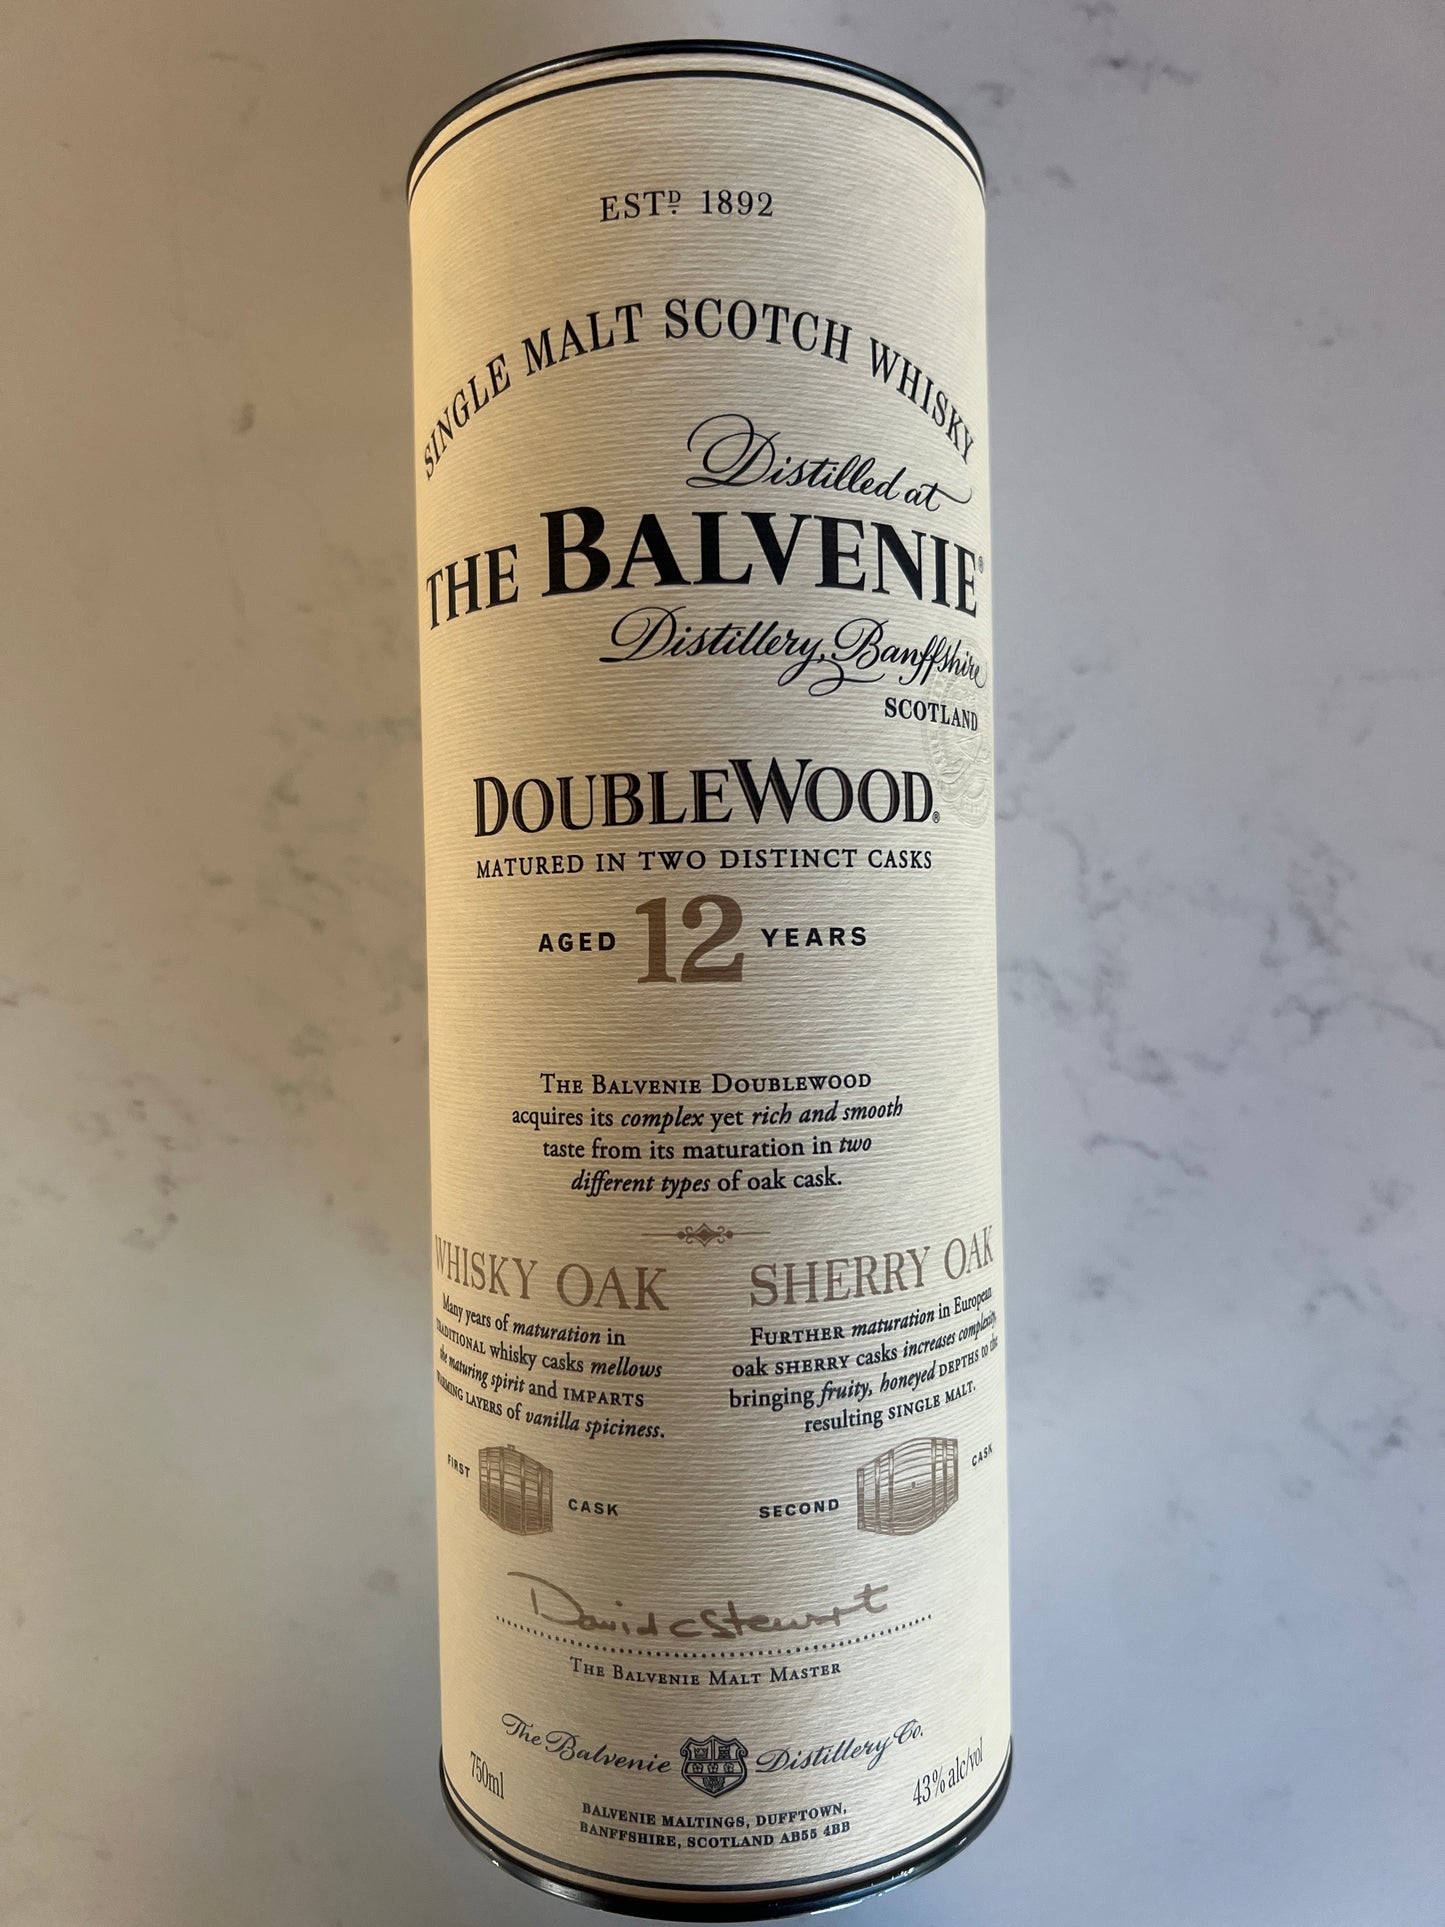 ESTD 1892
SINGLE MALT SCOTCH WHISKY
Distilled at
THE BALVENIE®
Distillery, Banffshire
SCOTLAND
DOUBLEWOOD®
MATURED IN TWO DISTINCT CASKS
AGED 12 YEARS
THE BALVENIE DOUBLEWOOD
acquires its complex yet rich and smooth
taste from its maturation in two
different types of oak cask.
WHISKY OAK
Many years of maturation in
TRADITIONAL whisky casks mellows
the maturing spirit and IMPARTS
WARMING LAYERS of vanilla spiciness.
FIRST CASK
SHERRY OAK
FURTHER maturation in European
oak SHERRY casks increases complexity,
bringing fruity, honeyed DEPTHS to the
resulting SINGLE MALT.
SECOND CASK
David C Stewart
THE BALVENIE MALT MASTER
The Balvenie Distillery Co.
750ml
43% alc/vol
BALVENIE MALTINGS, DUFFTOWN,
BANFFSHIRE, SCOTLAND AB55 4BB